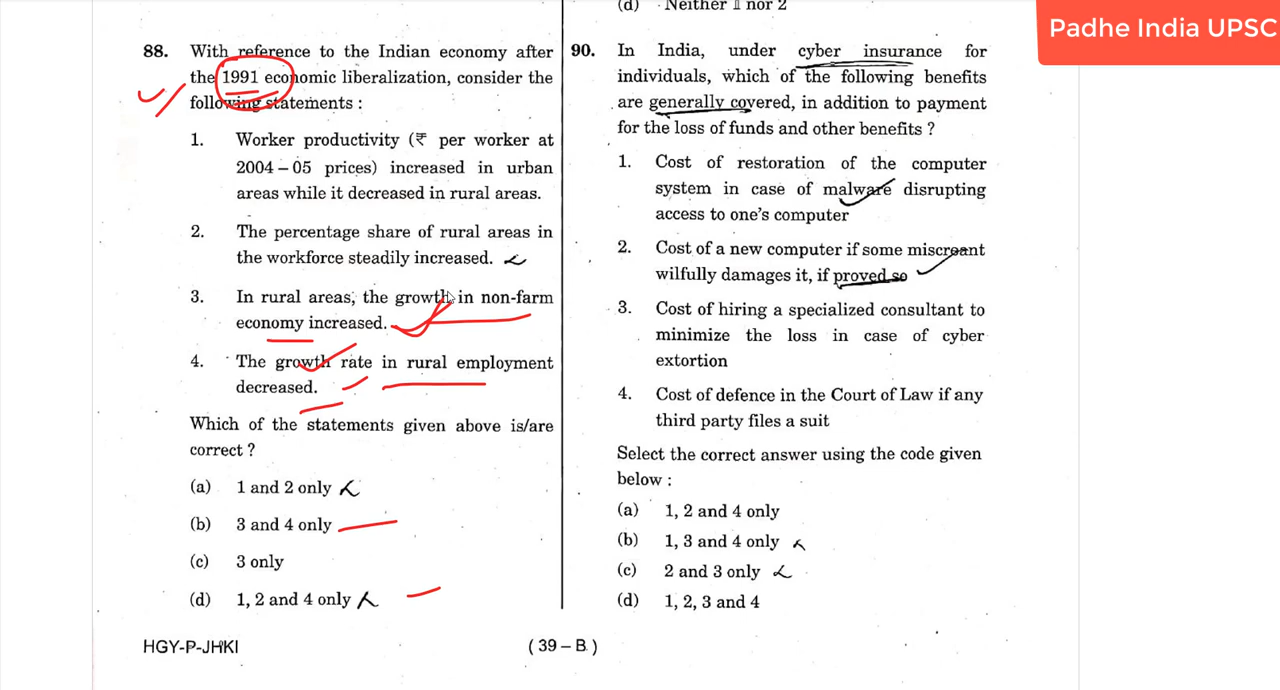 (d) Neither 1 nor 2
Padhe India UPSC
88. With reference to the Indian economy after
the 1991 economic liberalization, consider the
following statements :
1. Worker productivity (₹ per worker at
2004 – 05 prices) increased in urban
areas while it decreased in rural areas.
2. The percentage share of rural areas in
the workforce steadily increased.
3. In rural areas, the growth in non-farm
economy increased.
4. The growth rate in rural employment
decreased.
Which of the statements given above is/are
correct ?
(a) 1 and 2 only
(b) 3 and 4 only
(c) 3 only
(d) 1, 2 and 4 only
90. In India, under cyber insurance for
individuals, which of the following benefits
are generally covered, in addition to payment
for the loss of funds and other benefits ?
1. Cost of restoration of the computer
system in case of malware disrupting
access to one's computer
2. Cost of a new computer if some miscreant
wilfully damages it, if proved so
3. Cost of hiring a specialized consultant to
minimize the loss in case of cyber
extortion
4. Cost of defence in the Court of Law if any
third party files a suit
Select the correct answer using the code given
below :
(a) 1, 2 and 4 only
(b) 1, 3 and 4 only
(c) 2 and 3 only
(d) 1, 2, 3 and 4
HGY-P-JHKI
( 39 – B )